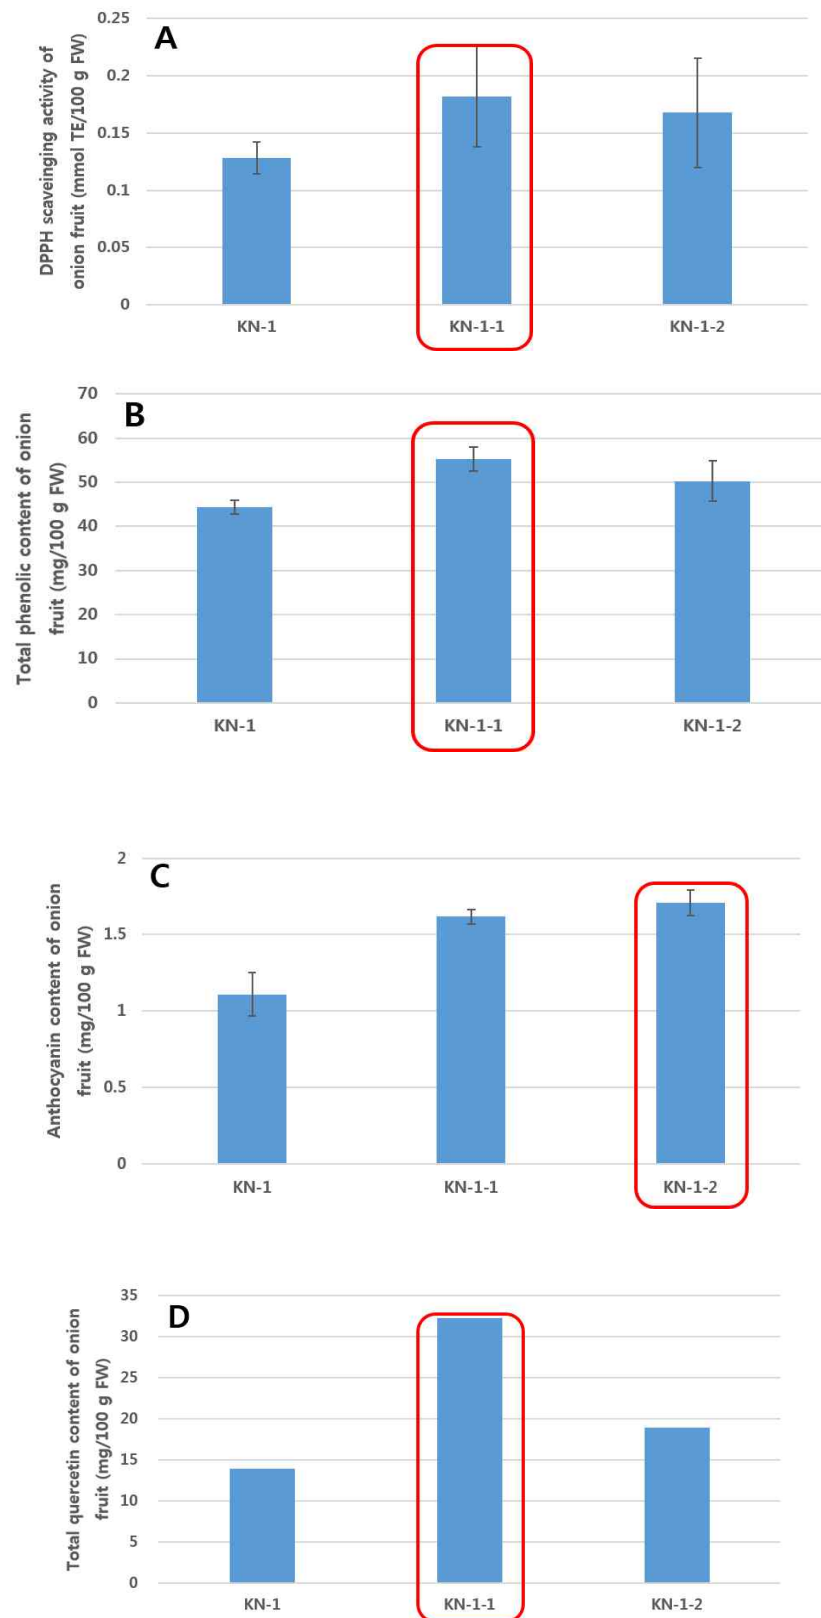 A
DPPH scaveinging activity of
onion fruit (mmol TE/100 g FW)
0.25
0.2
0.15
0.1
0.05
0
KN-1 KN-1-1 KN-1-2
B
Total phenolic content of onion
fruit (mg/100 g FW)
70
60
50
40
30
20
10
0
KN-1 KN-1-1 KN-1-2
C
Anthocyanin content of onion
fruit (mg/100 g FW)
2
1.5
1
0.5
0
KN-1 KN-1-1 KN-1-2
D
Total quercetin content of onion
fruit (mg/100 g FW)
35
30
25
20
15
10
5
0
KN-1 KN-1-1 KN-1-2